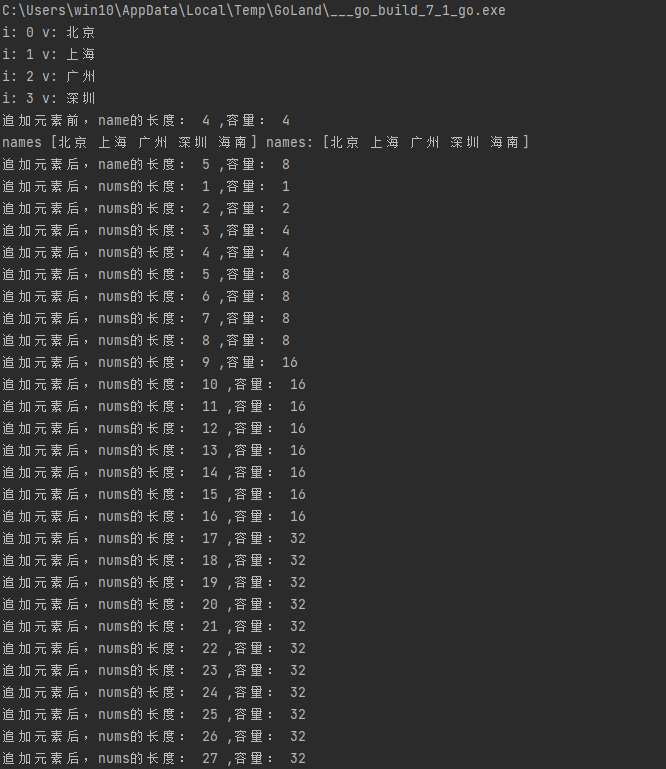 C:\Users\win10\AppData\Local\Temp\GoLand\___go_build_7_1_go.exe
i: 0 v: 北京
i: 1 v: 上海
i: 2 v: 广州
i: 3 v: 深圳
追加元素前，name的长度： 4 ,容量： 4
names [北京 上海 广州 深圳 海南] names: [北京 上海 广州 深圳 海南]
追加元素后，name的长度： 5 ,容量： 8
追加元素后，nums的长度： 1 ,容量： 1
追加元素后，nums的长度： 2 ,容量： 2
追加元素后，nums的长度： 3 ,容量： 4
追加元素后，nums的长度： 4 ,容量： 4
追加元素后，nums的长度： 5 ,容量： 8
追加元素后，nums的长度： 6 ,容量： 8
追加元素后，nums的长度： 7 ,容量： 8
追加元素后，nums的长度： 8 ,容量： 8
追加元素后，nums的长度： 9 ,容量： 16
追加元素后，nums的长度： 10 ,容量： 16
追加元素后，nums的长度： 11 ,容量： 16
追加元素后，nums的长度： 12 ,容量： 16
追加元素后，nums的长度： 13 ,容量： 16
追加元素后，nums的长度： 14 ,容量： 16
追加元素后，nums的长度： 15 ,容量： 16
追加元素后，nums的长度： 16 ,容量： 16
追加元素后，nums的长度： 17 ,容量： 32
追加元素后，nums的长度： 18 ,容量： 32
追加元素后，nums的长度： 19 ,容量： 32
追加元素后，nums的长度： 20 ,容量： 32
追加元素后，nums的长度： 21 ,容量： 32
追加元素后，nums的长度： 22 ,容量： 32
追加元素后，nums的长度： 23 ,容量： 32
追加元素后，nums的长度： 24 ,容量： 32
追加元素后，nums的长度： 25 ,容量： 32
追加元素后，nums的长度： 26 ,容量： 32
追加元素后，nums的长度： 27 ,容量： 32